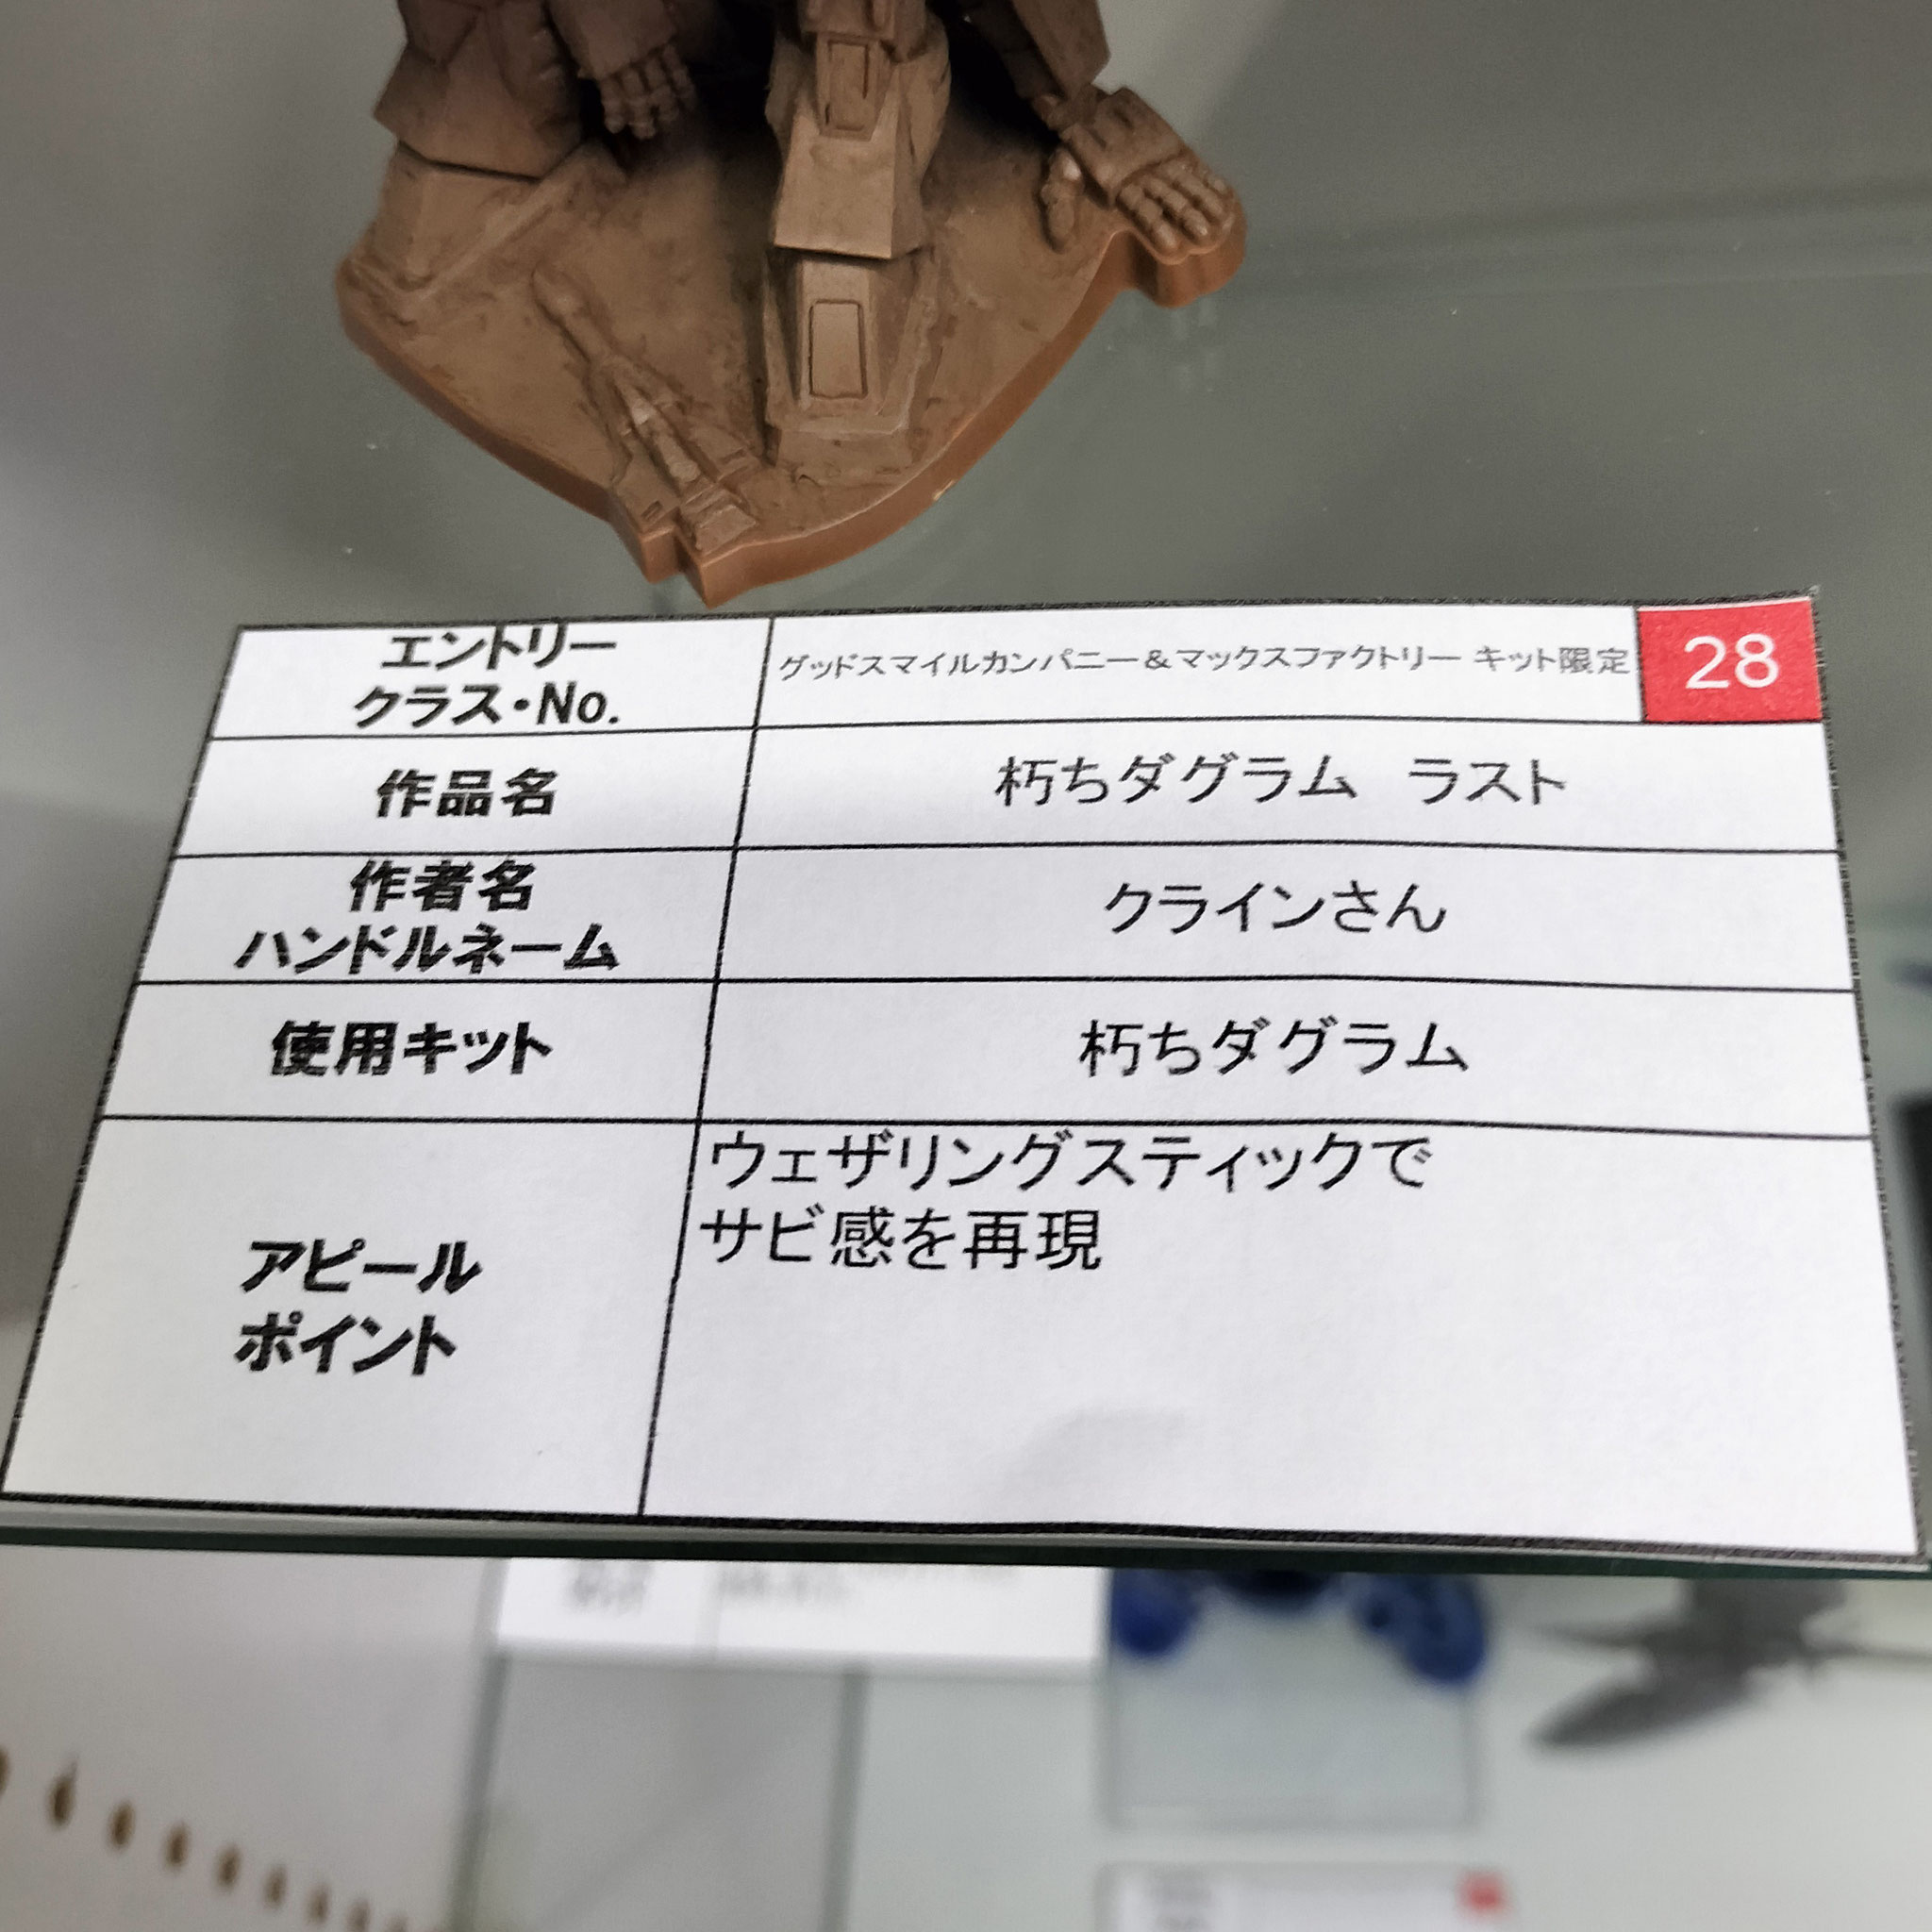 エントリー
クラス・No.
グッドスマイルカンパニー＆マックスファクトリー キット限定
28
作品名
朽ちダグラム　ラスト
作者名
ハンドルネーム
クラインさん
使用キット
朽ちダグラム
アピール
ポイント
ウェザリングスティックで
サビ感を再現